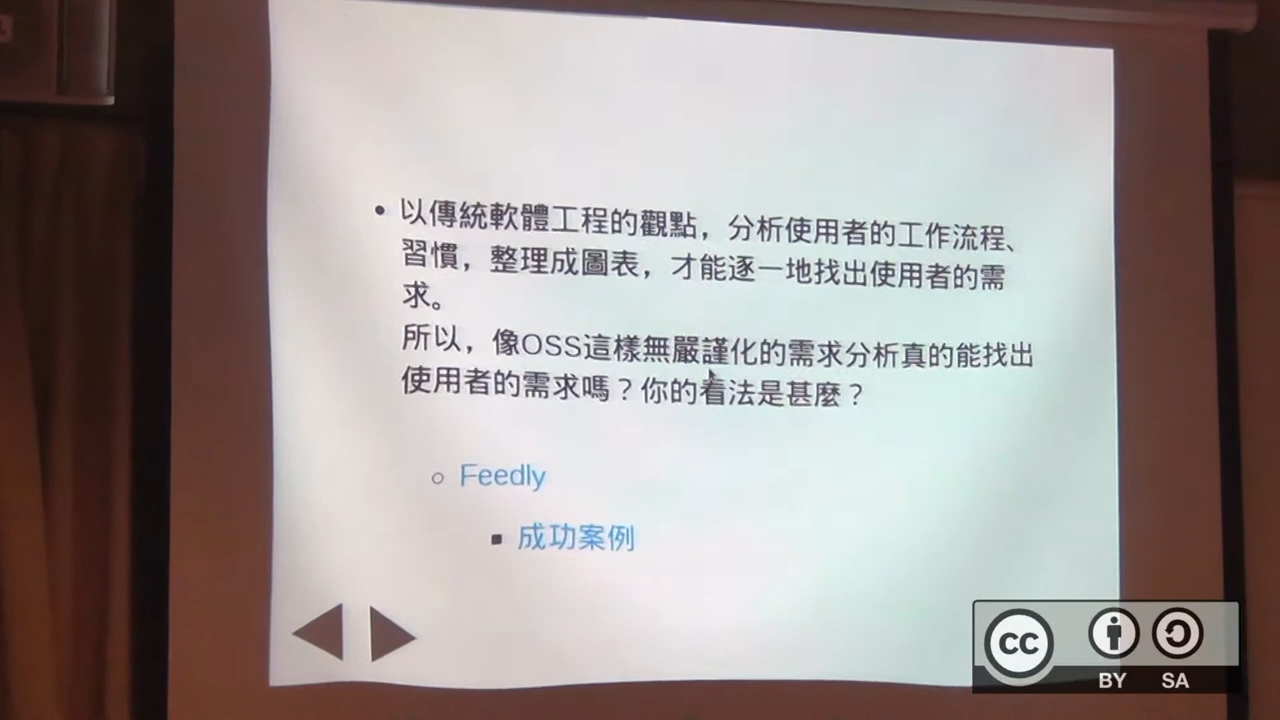 以傳統軟體工程的觀點，分析使用者的工作流程、
習慣，整理成圖表，才能逐一地找出使用者的需
求。
所以，像OSS這樣無嚴謹化的需求分析真的能找出
使用者的需求嗎？你的看法是甚麼？
Feedly
成功案例
cc
BY SA